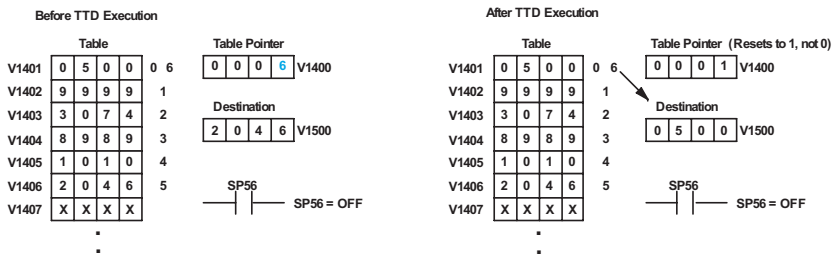 Before TTD Execution
Table
Table Pointer
V1401 0 5 0 0 0 6
0 0 0 6 V1400
V1402 9 9 9 9 1
Destination
V1403 3 0 7 4 2
2 0 4 6 V1500
V1404 8 9 8 9 3
V1405 1 0 1 0 4
V1406 2 0 4 6 5
SP56
SP56 = OFF
V1407 X X X X
After TTD Execution
Table
Table Pointer (Resets to 1, not 0)
V1401 0 5 0 0 0 6
0 0 0 1 V1400
V1402 9 9 9 9 1
Destination
V1403 3 0 7 4 2
0 5 0 0 V1500
V1404 8 9 8 9 3
V1405 1 0 1 0 4
V1406 2 0 4 6 5
SP56
SP56 = OFF
V1407 X X X X